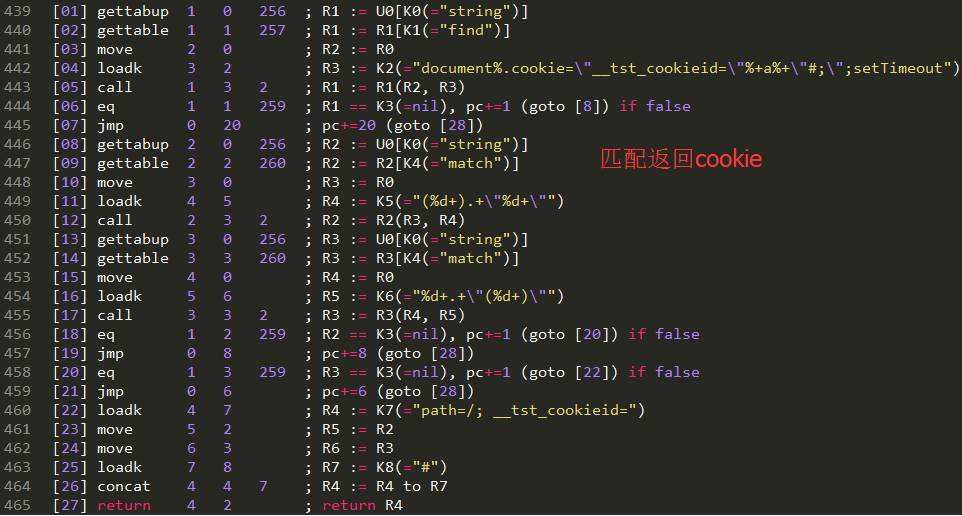 439 [01] gettabup 1 0 256 ; R1 := U0[K0(="string")]
440 [02] gettable 1 1 257 ; R1 := R1[K1(="find")]
441 [03] move 2 0 ; R2 := R0
442 [04] loadk 3 2 ; R3 := K2(="document%.cookie=\"__tst_cookieid=\"%+a%+\"#;\";setTimeout")
443 [05] call 1 3 2 ; R1 := R1(R2, R3)
444 [06] eq 1 1 259 ; R1 == K3(=nil), pc+=1 (goto [8]) if false
445 [07] jmp 0 20 ; pc+=20 (goto [28])
446 [08] gettabup 2 0 256 ; R2 := U0[K0(="string")]
447 [09] gettable 2 2 260 ; R2 := R2[K4(="match")]
匹配返回cookie
448 [10] move 3 0 ; R3 := R0
449 [11] loadk 4 5 ; R4 := K5(="(%d+).+\"%d+\"")
450 [12] call 2 3 2 ; R2 := R2(R3, R4)
451 [13] gettabup 3 0 256 ; R3 := U0[K0(="string")]
452 [14] gettable 3 3 260 ; R3 := R3[K4(="match")]
453 [15] move 4 0 ; R4 := R0
454 [16] loadk 5 6 ; R5 := K6(="%d+.+\"(%d+)\"")
455 [17] call 3 3 2 ; R3 := R3(R4, R5)
456 [18] eq 1 2 259 ; R2 == K3(=nil), pc+=1 (goto [20]) if false
457 [19] jmp 0 8 ; pc+=8 (goto [28])
458 [20] eq 1 3 259 ; R3 == K3(=nil), pc+=1 (goto [22]) if false
459 [21] jmp 0 6 ; pc+=6 (goto [28])
460 [22] loadk 4 7 ; R4 := K7(="path=/; __tst_cookieid=")
461 [23] move 5 2 ; R5 := R2
462 [24] move 6 3 ; R6 := R3
463 [25] loadk 7 8 ; R7 := K8(="#")
464 [26] concat 4 4 7 ; R4 := R4 to R7
465 [27] return 4 2 ; return R4